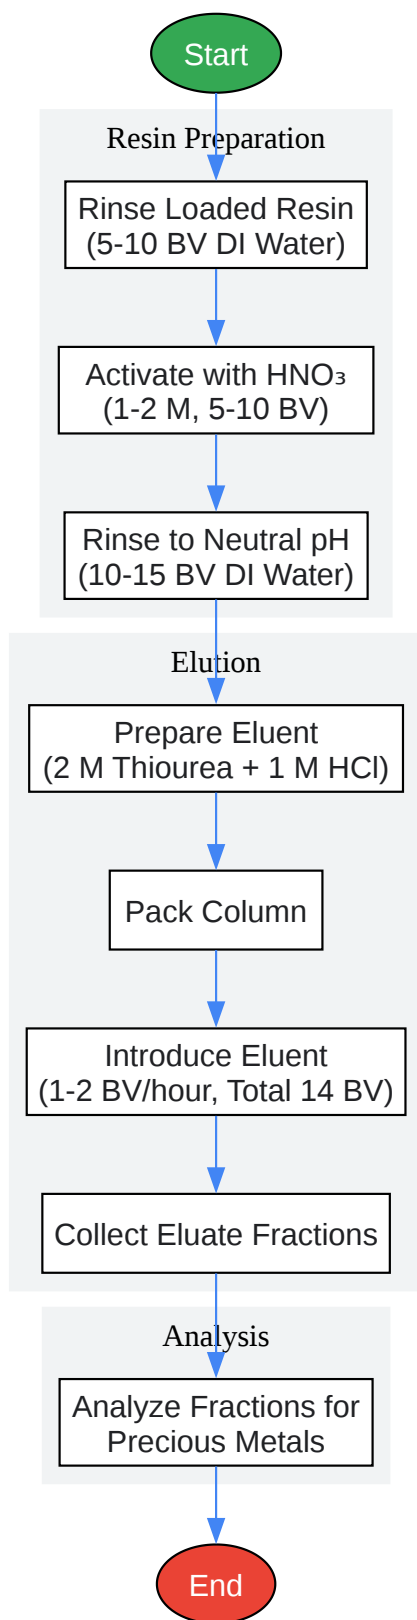 Start
Resin Preparation
Rinse Loaded Resin
(5-10 BV DI Water)
Activate with HNO₃
(1-2 M, 5-10 BV)
Rinse to Neutral pH
(10-15 BV DI Water)
Elution
Prepare Eluent
(2 M Thiourea + 1 M HCl)
Pack Column
Introduce Eluent
(1-2 BV/hour, Total 14 BV)
Collect Eluate Fractions
Analysis
Analyze Fractions for
Precious Metals
End